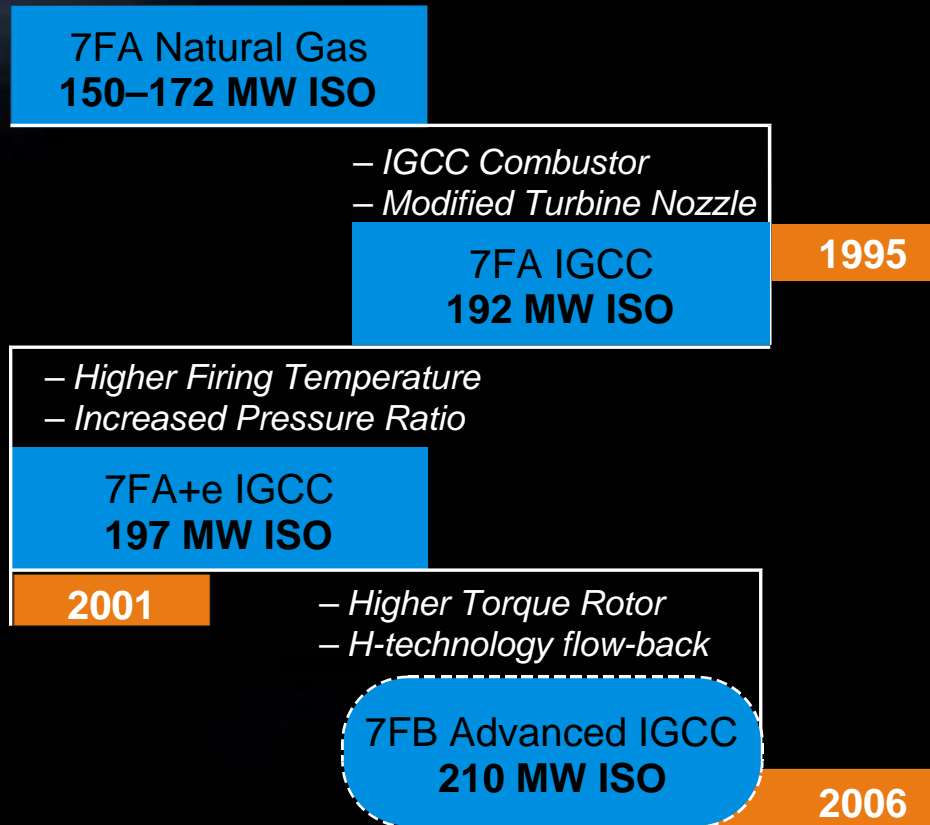 7FA Natural Gas
150–172 MW ISO
– IGCC Combustor
– Modified Turbine Nozzle
7FA IGCC
192 MW ISO
1995
– Higher Firing Temperature
– Increased Pressure Ratio
7FA+e IGCC
197 MW ISO
2001
– Higher Torque Rotor
– H-technology flow-back
7FB Advanced IGCC
210 MW ISO
2006